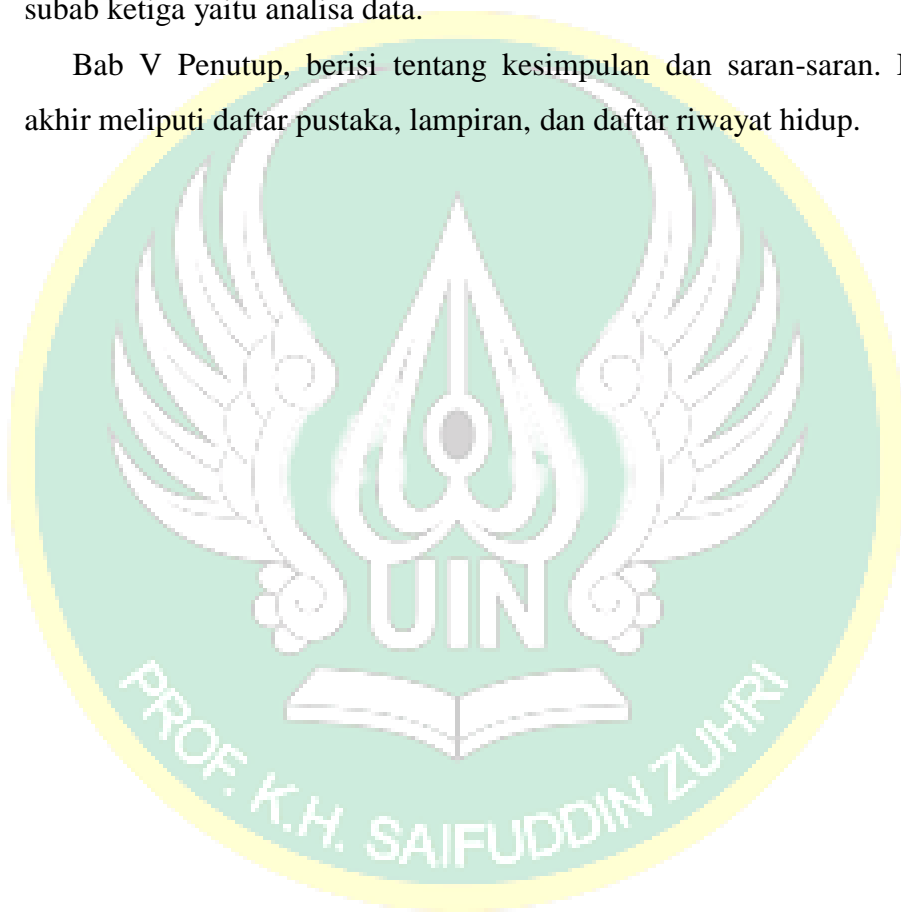 subab ketiga yaitu analisa data.
Bab V Penutup, berisi tentang kesimpulan dan saran-saran.
akhir meliputi daftar pustaka, lampiran, dan daftar riwayat hidup.
UIN
PROF. K.H. SAIFUDDIN ZUHRI